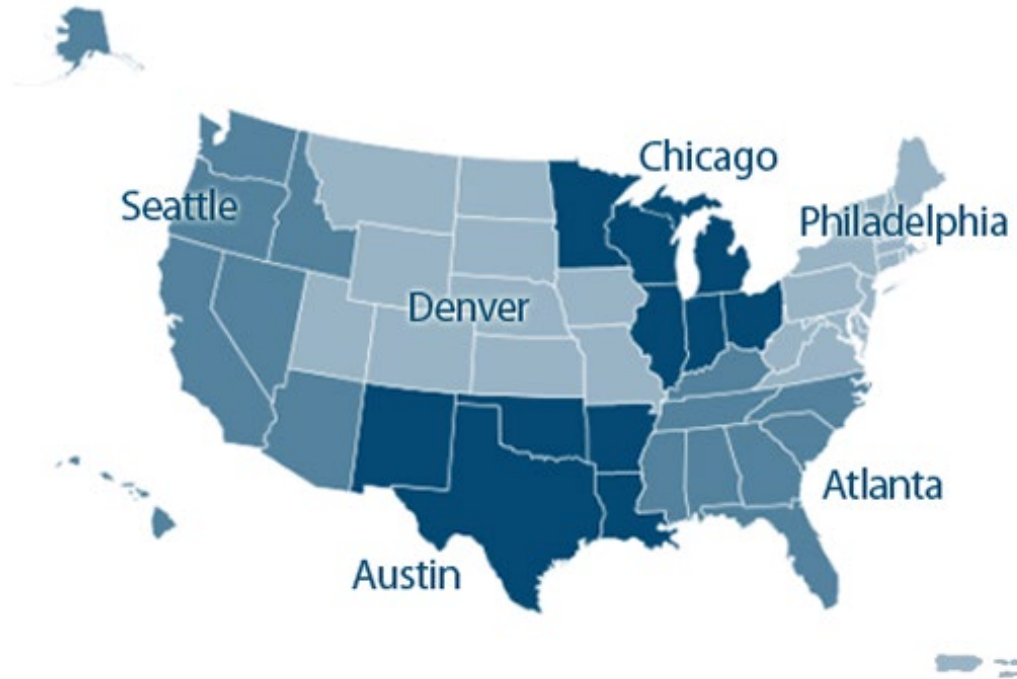 Chicago
Seattle
Philadelphia
Denver
Atlanta
Austin